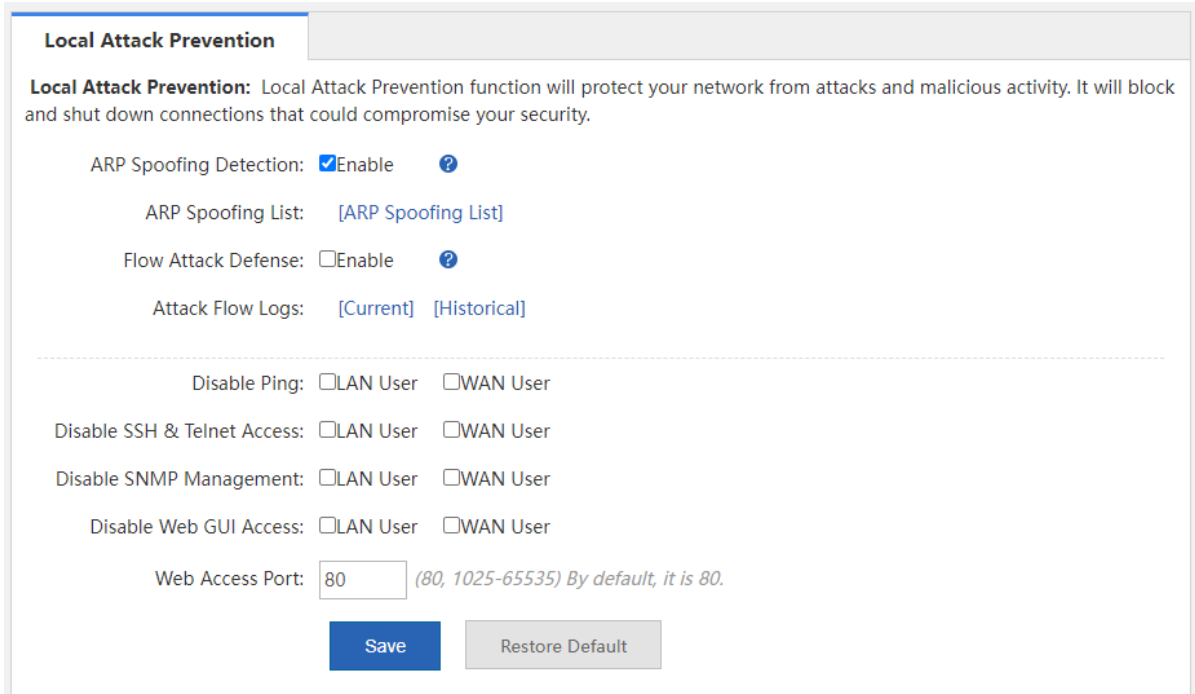 Local Attack Prevention
Local Attack Prevention: Local Attack Prevention function will protect your network from attacks and malicious activity. It will block
and shut down connections that could compromise your security.
ARP Spoofing Detection: Enable ?
ARP Spoofing List: [ARP Spoofing List]
Flow Attack Defense: Enable ?
Attack Flow Logs: [Current] [Historical]
Disable Ping: LAN User WAN User
Disable SSH & Telnet Access: LAN User WAN User
Disable SNMP Management: LAN User WAN User
Disable Web GUI Access: LAN User WAN User
Web Access Port: 80 (80, 1025-65535) By default, it is 80.
Save Restore Default